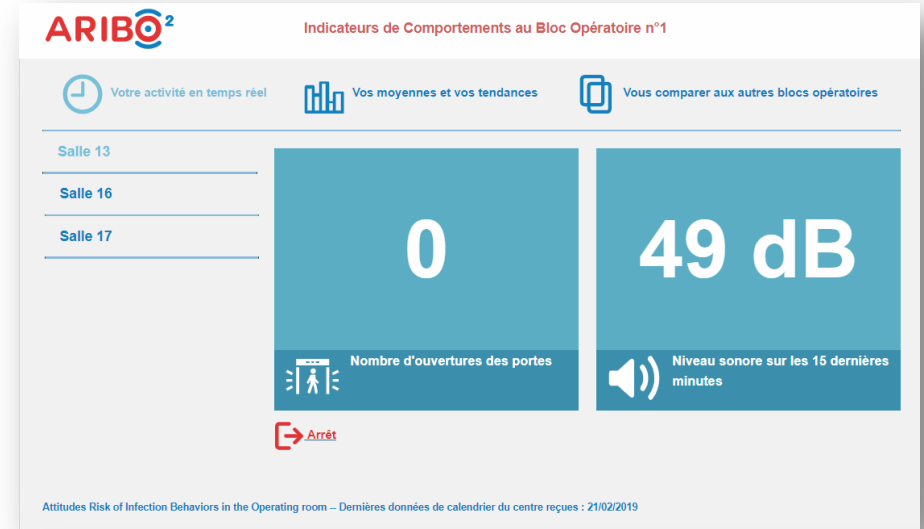 ARIBO²
Indicateurs de Comportements au Bloc Opératoire n°1
Votre activité en temps réel
Vos moyennes et vos tendances
Vous comparer aux autres blocs opératoires
Salle 13
Salle 16
Salle 17
0
Nombre d'ouvertures des portes
49 dB
Niveau sonore sur les 15 dernières
minutes
Arrêt
Attitudes Risk of Infection Behaviors in the Operating room – Dernières données de calendrier du centre reçues : 21/02/2019